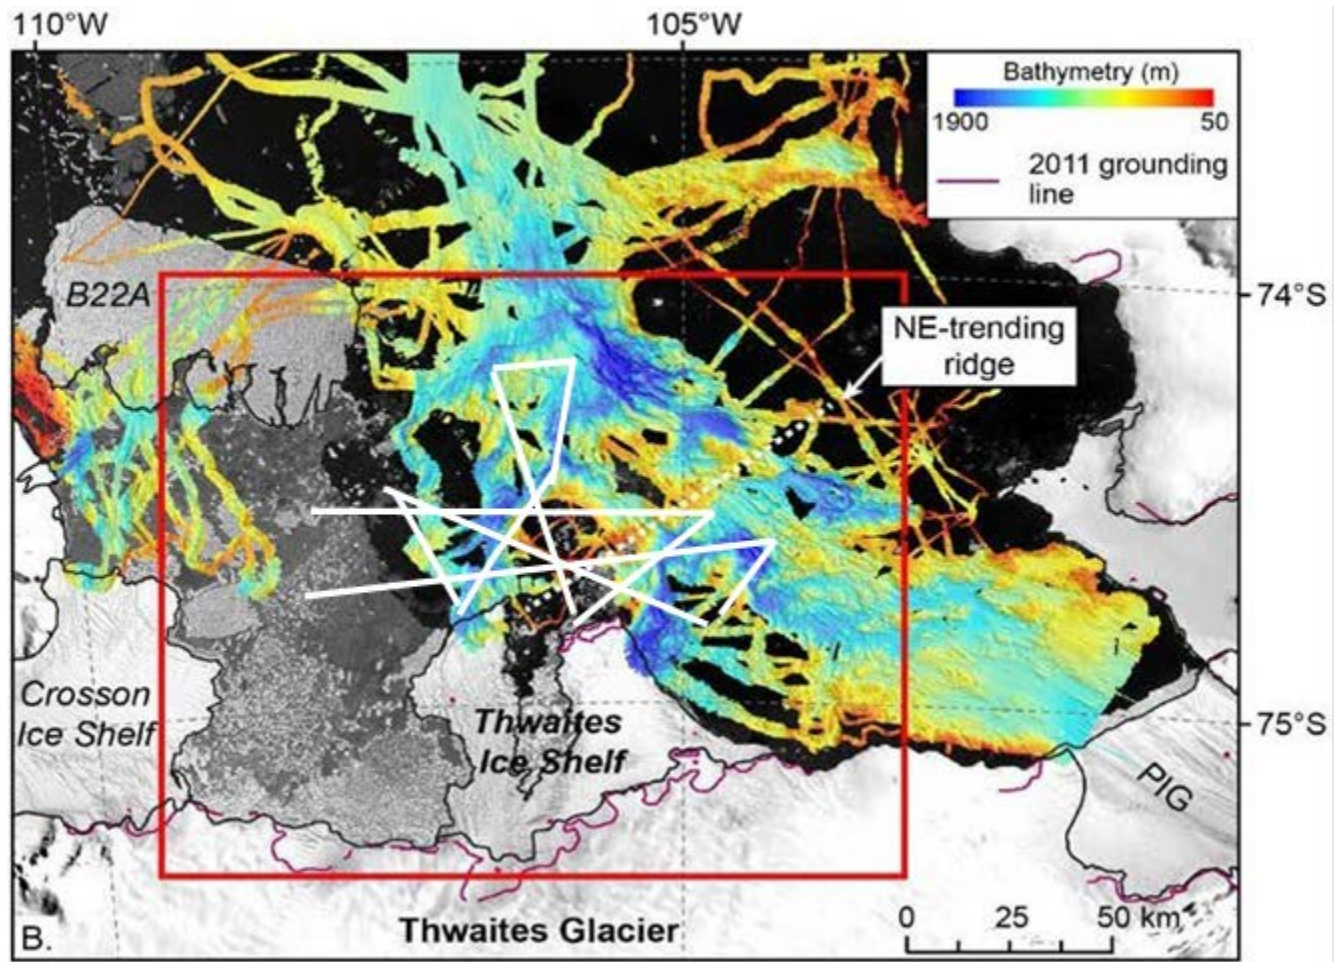 110°W
105°W
Bathymetry (m)
1900
50
2011 grounding
line
B22A
74°S
NE-trending
ridge
Crosson
Ice Shelf
Thwaites
Ice Shelf
75°S
PIG
Thwaites Glacier
0
25
50 km
B.